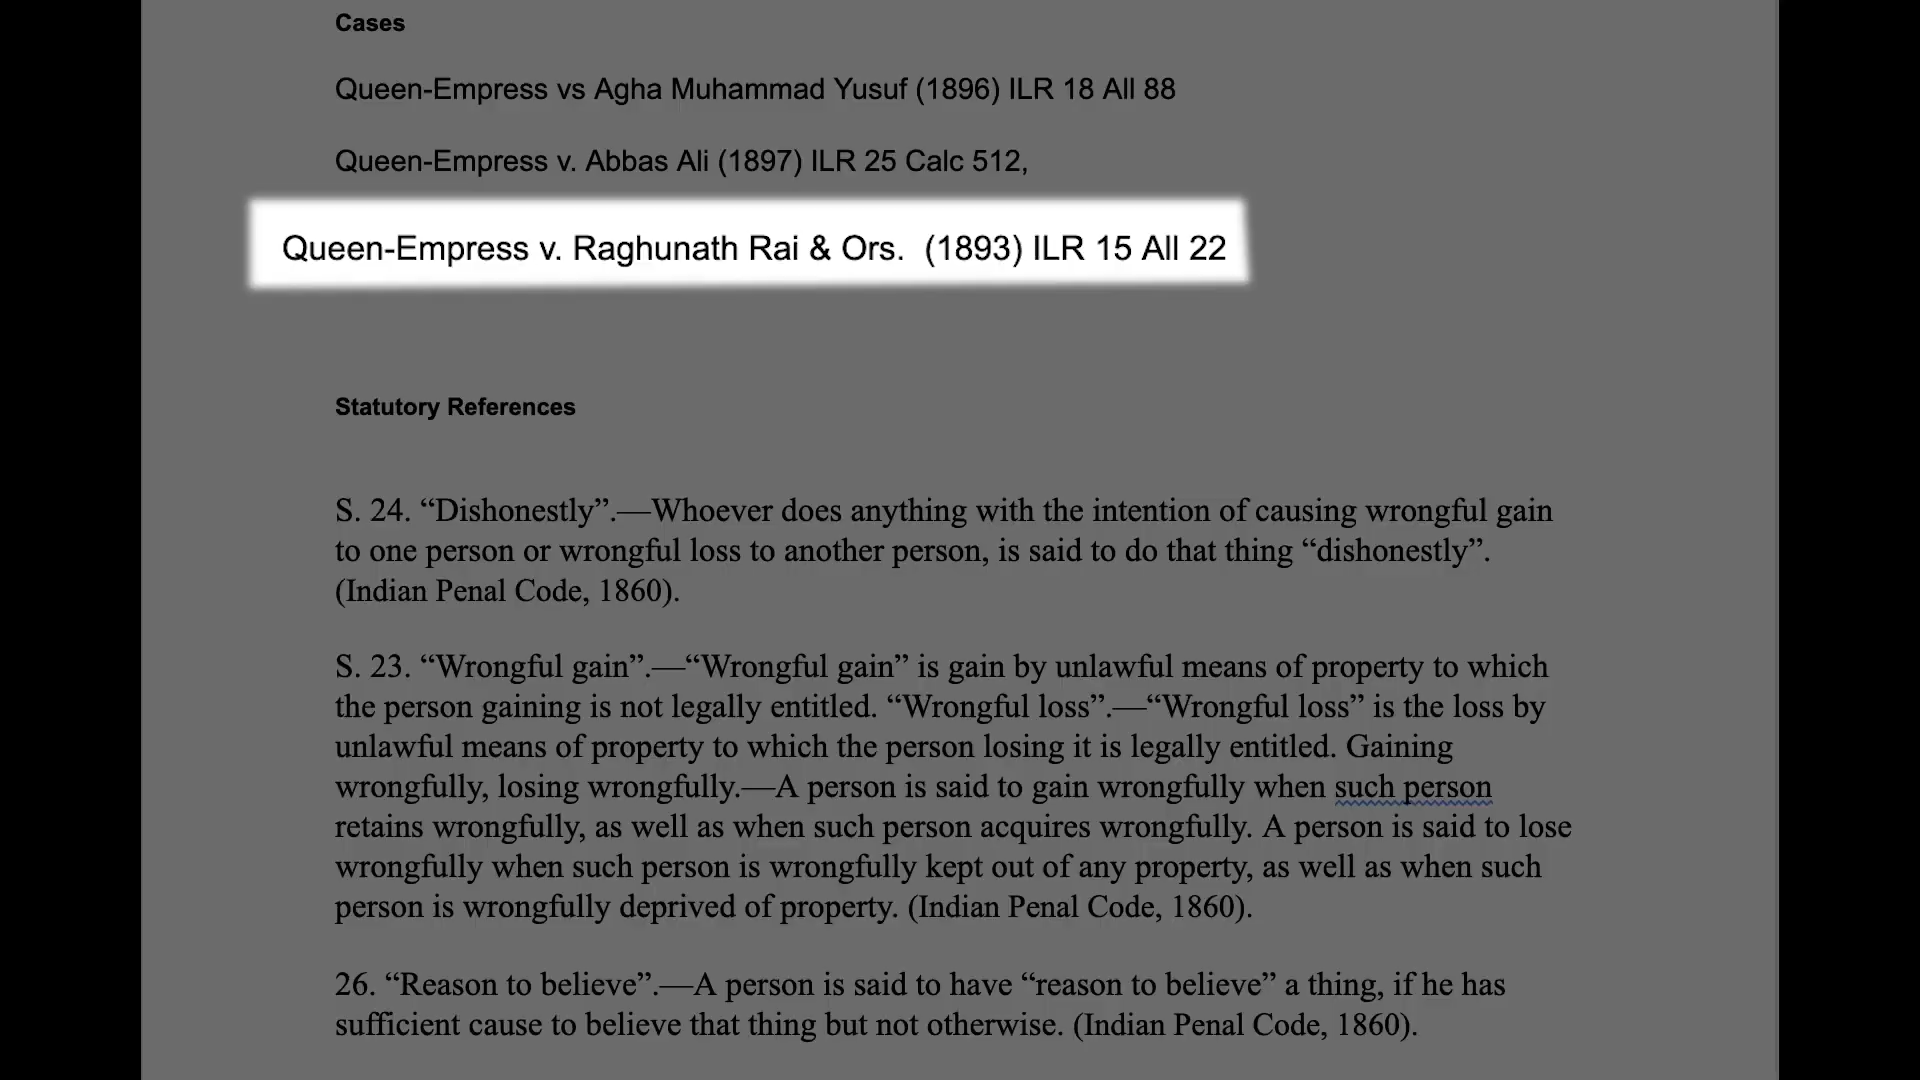 Cases
Queen-Empress vs Agha Muhammad Yusuf (1896) ILR 18 All 88
Queen-Empress v. Abbas Ali (1897) ILR 25 Calc 512,
Queen-Empress v. Raghunath Rai & Ors.  (1893) ILR 15 All 22
Statutory References
S. 24. “Dishonestly”.—Whoever does anything with the intention of causing wrongful gain
to one person or wrongful loss to another person, is said to do that thing “dishonestly”.
(Indian Penal Code, 1860).
S. 23. “Wrongful gain”.—“Wrongful gain” is gain by unlawful means of property to which
the person gaining is not legally entitled. “Wrongful loss”.—“Wrongful loss” is the loss by
unlawful means of property to which the person losing it is legally entitled. Gaining
wrongfully, losing wrongfully.—A person is said to gain wrongfully when such person
retains wrongfully, as well as when such person acquires wrongfully. A person is said to lose
wrongfully when such person is wrongfully kept out of any property, as well as when such
person is wrongfully deprived of property. (Indian Penal Code, 1860).
26. “Reason to believe”.—A person is said to have “reason to believe” a thing, if he has
sufficient cause to believe that thing but not otherwise. (Indian Penal Code, 1860).